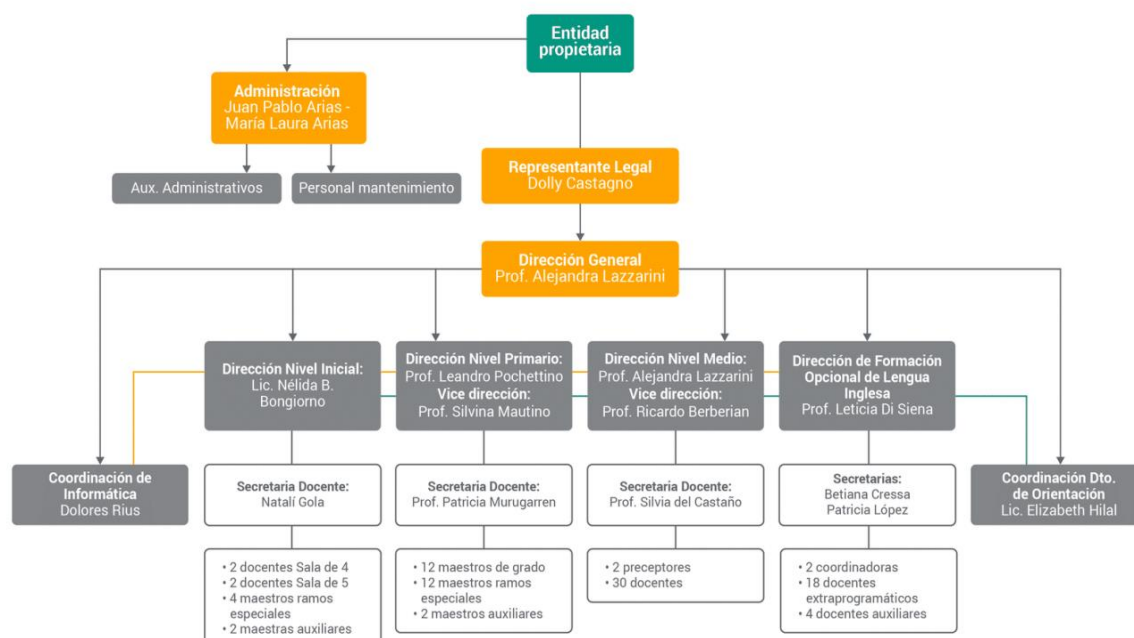 Entidad
propietaria
Administración
Juan Pablo Arias -
María Laura Arias
Aux. Administrativos
Personal mantenimiento
Representante Legal
Dolly Castagno
Dirección General
Prof. Alejandra Lazzarini
Dirección Nivel Inicial:
Lic. Nélida B.
Bongiorno
Dirección Nivel Primario:
Prof. Leandro Pochettino
Vice dirección:
Prof. Silvina Mautino
Dirección Nivel Medio:
Prof. Alejandra Lazzarini
Vice dirección:
Prof. Ricardo Berberian
Dirección de Formación
Opcional de Lengua
Inglesa
Prof. Leticia Di Siena
Coordinación de
Informática
Dolores Rius
Secretaria Docente:
Natalí Gola
Secretaria Docente:
Prof. Patricia Murugarren
Secretaria Docente:
Prof. Silvia del Castaño
Secretarias:
Betiana Cressa
Patricia López
Coordinación Dto.
de Orientación
Lic. Elizabeth Hilal
• 2 docentes Sala de 4
• 2 docentes Sala de 5
• 4 maestros ramos
especiales
• 2 maestras auxiliares
• 12 maestros de grado
• 12 maestros ramos
especiales
• 2 maestros auxiliares
• 2 preceptores
• 30 docentes
• 2 coordinadoras
• 18 docentes
extraprogramáticos
• 4 docentes auxiliares